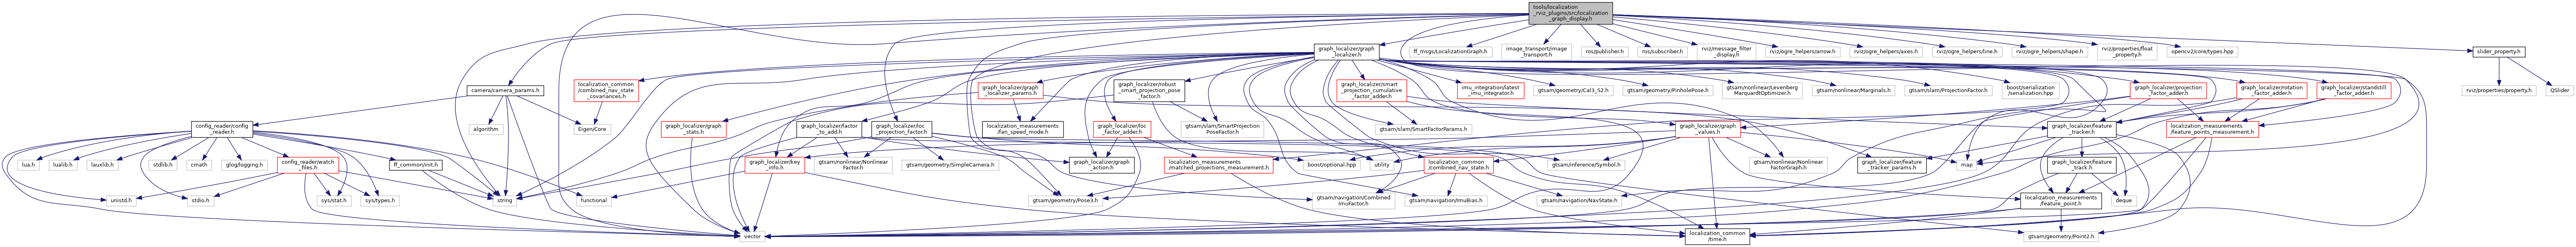 tools/localization
_rviz_plugins/src/localization
_graph_display.h
graph_localizer/graph
_localizer.h
ff_msgs/LocalizationGraph.h
image_transport/image
_transport.h
ros/publisher.h
ros/subscriber.h
rviz/message_filter
_display.h
rviz/ogre_helpers/arrow.h
rviz/ogre_helpers/axes.h
rviz/ogre_helpers/line.h
rviz/ogre_helpers/shape.h
rviz/properties/float
_property.h
opencv2/core/types.hpp
slider_property.h
camera/camera_params.h
localization_common
/combined_nav_state
_covariances.h
graph_localizer/graph
_localizer_params.h
graph_localizer/robust
_smart_projection_pose
_factor.h
graph_localizer/smart
_projection_cumulative
_factor_adder.h
imu_integration/latest
_imu_integrator.h
gtsam/geometry/Cal3_S2.h
gtsam/geometry/PinholePose.h
gtsam/nonlinear/Levenberg
MarquardtOptimizer.h
gtsam/nonlinear/Marginals.h
gtsam/slam/ProjectionFactor.h
boost/serialization
/serialization.hpp
graph_localizer/projection
_factor_adder.h
graph_localizer/rotation
_factor_adder.h
graph_localizer/standstill
_factor_adder.h
rviz/properties/property.h
QSlider
config_reader/config
_reader.h
algorithm
Eigen/Core
graph_localizer/graph
_stats.h
graph_localizer/factor
_to_add.h
graph_localizer/loc
_projection_factor.h
localization_measurements
/fan_speed_mode.h
graph_localizer/loc
_factor_adder.h
gtsam/slam/SmartProjection
PoseFactor.h
gtsam/slam/SmartFactorParams.h
graph_localizer/graph
_values.h
graph_localizer/feature
_tracker.h
localization_measurements
/feature_points_measurement.h
lua.h
lualib.h
lauxlib.h
stdlib.h
cmath
glog/logging.h
config_reader/watch
_files.h
ff_common/init.h
graph_localizer/key
_info.h
gtsam/nonlinear/Nonlinear
Factor.h
gtsam/geometry/SimpleCamera.h
graph_localizer/graph
_action.h
localization_measurements
/matched_projections_measurement.h
boost/optional.hpp
utility
localization_common
/combined_nav_state.h
gtsam/inference/Symbol.h
gtsam/nonlinear/Nonlinear
FactorGraph.h
graph_localizer/feature
_tracker_params.h
map
graph_localizer/feature
_track.h
unistd.h
stdio.h
sys/stat.h
sys/types.h
string
functional
gtsam/geometry/Pose3.h
gtsam/navigation/Combined
ImuFactor.h
gtsam/navigation/ImuBias.h
gtsam/navigation/NavState.h
localization_measurements
/feature_point.h
deque
vector
localization_common
/time.h
gtsam/geometry/Point2.h